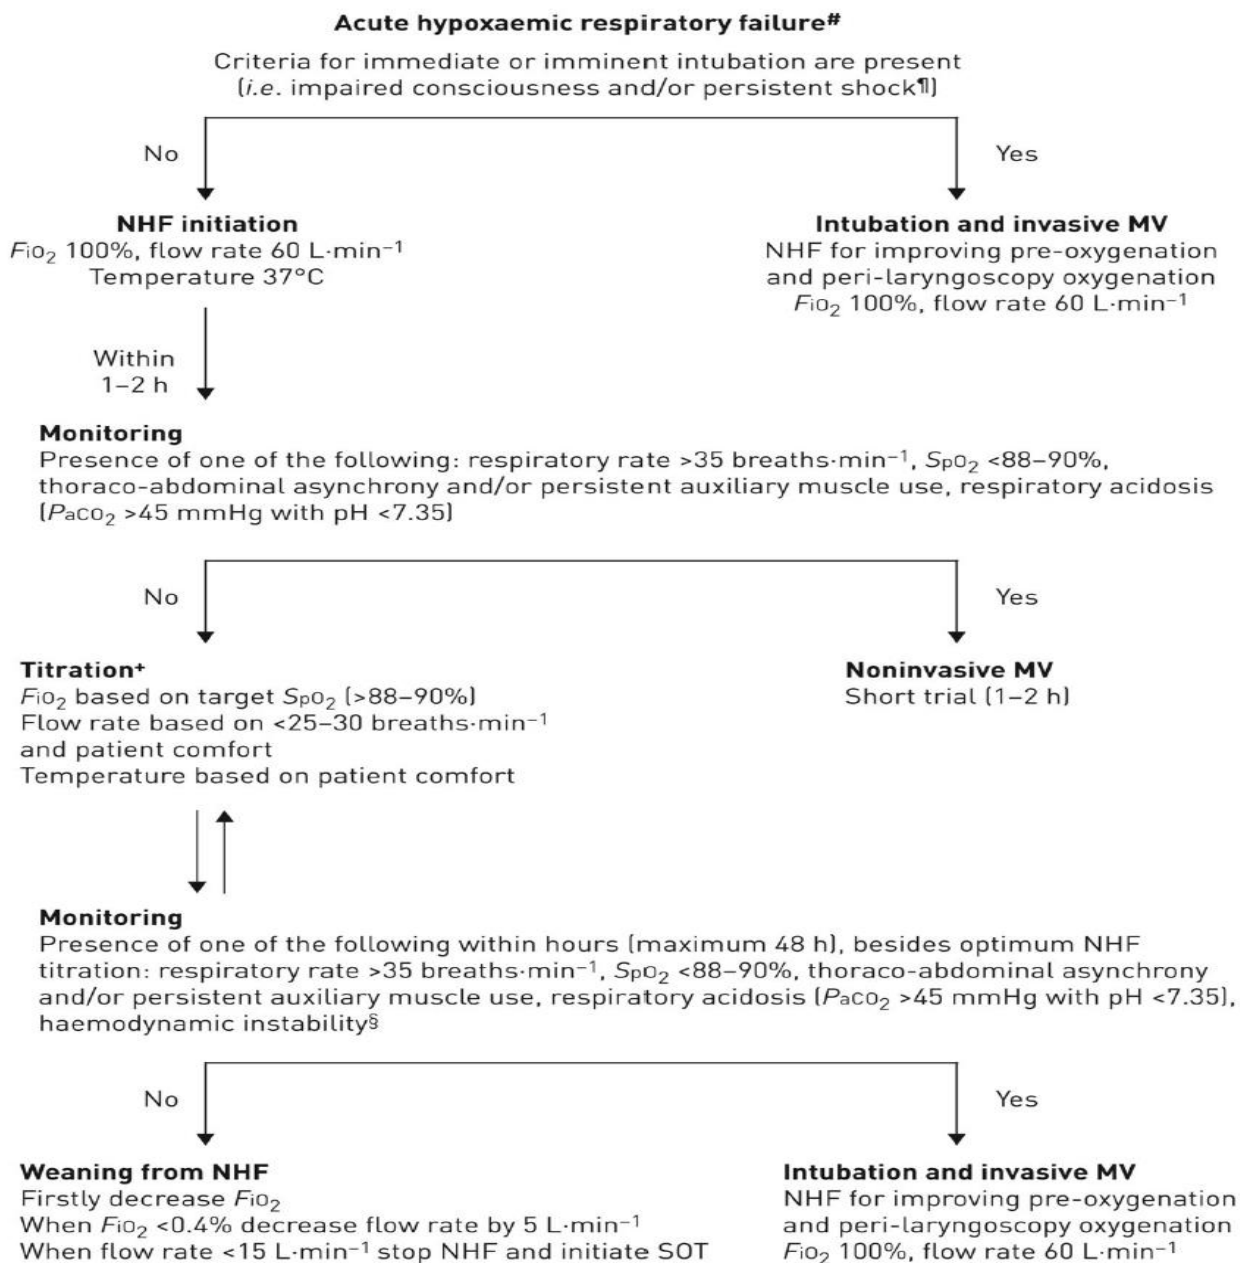 Acute hypoxaemic respiratory failure#
Criteria for immediate or imminent intubation are present
(i.e. impaired consciousness and/or persistent shock¶)
No
Yes
NHF initiation
FiO₂ 100%, flow rate 60 L·min⁻¹
Temperature 37°C
Intubation and invasive MV
NHF for improving pre-oxygenation
and peri-laryngoscopy oxygenation
FiO₂ 100%, flow rate 60 L·min⁻¹
Within
1–2 h
Monitoring
Presence of one of the following: respiratory rate >35 breaths·min⁻¹, SpO₂ <88–90%,
thoraco-abdominal asynchrony and/or persistent auxiliary muscle use, respiratory acidosis
(PaCO₂ >45 mmHg with pH <7.35)
No
Yes
Titration⁺
FiO₂ based on target SpO₂ (>88–90%)
Flow rate based on <25–30 breaths·min⁻¹
and patient comfort
Temperature based on patient comfort
Noninvasive MV
Short trial (1–2 h)
Monitoring
Presence of one of the following within hours (maximum 48 h), besides optimum NHF
titration: respiratory rate >35 breaths·min⁻¹, SpO₂ <88–90%, thoraco-abdominal asynchrony
and/or persistent auxiliary muscle use, respiratory acidosis (PaCO₂ >45 mmHg with pH <7.35),
haemodynamic instability§
No
Yes
Weaning from NHF
Firstly decrease FiO₂
When FiO₂ <0.4% decrease flow rate by 5 L·min⁻¹
When flow rate <15 L·min⁻¹ stop NHF and initiate SOT
Intubation and invasive MV
NHF for improving pre-oxygenation
and peri-laryngoscopy oxygenation
FiO₂ 100%, flow rate 60 L·min⁻¹